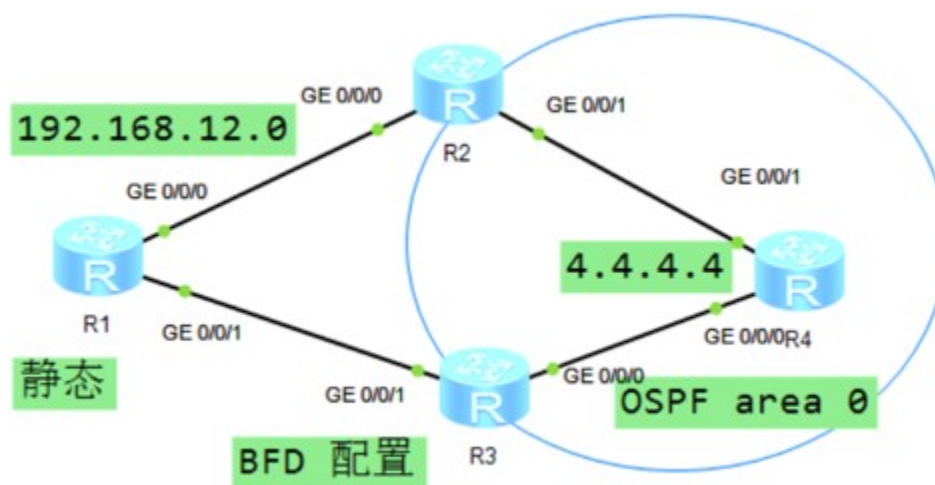 GE 0/0/0
GE 0/0/1
192.168.12.0
R
R2
GE 0/0/1
GE 0/0/0
R
4.4.4.4
R
R1
GE 0/0/1
GE 0/0/0
R4
静态
GE 0/0/1
R
GE 0/0/0
OSPF area 0
BFD 配置
R3